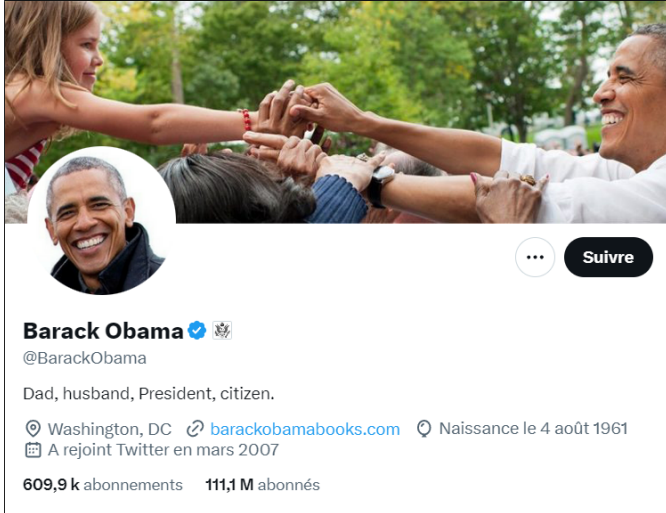 Suivre
Barack Obama
@BarackObama
Dad, husband, President, citizen.
Washington, DC barackobamabooks.com Naissance le 4 août 1961
A rejoint Twitter en mars 2007
609,9 k abonnements 111,1 M abonnés